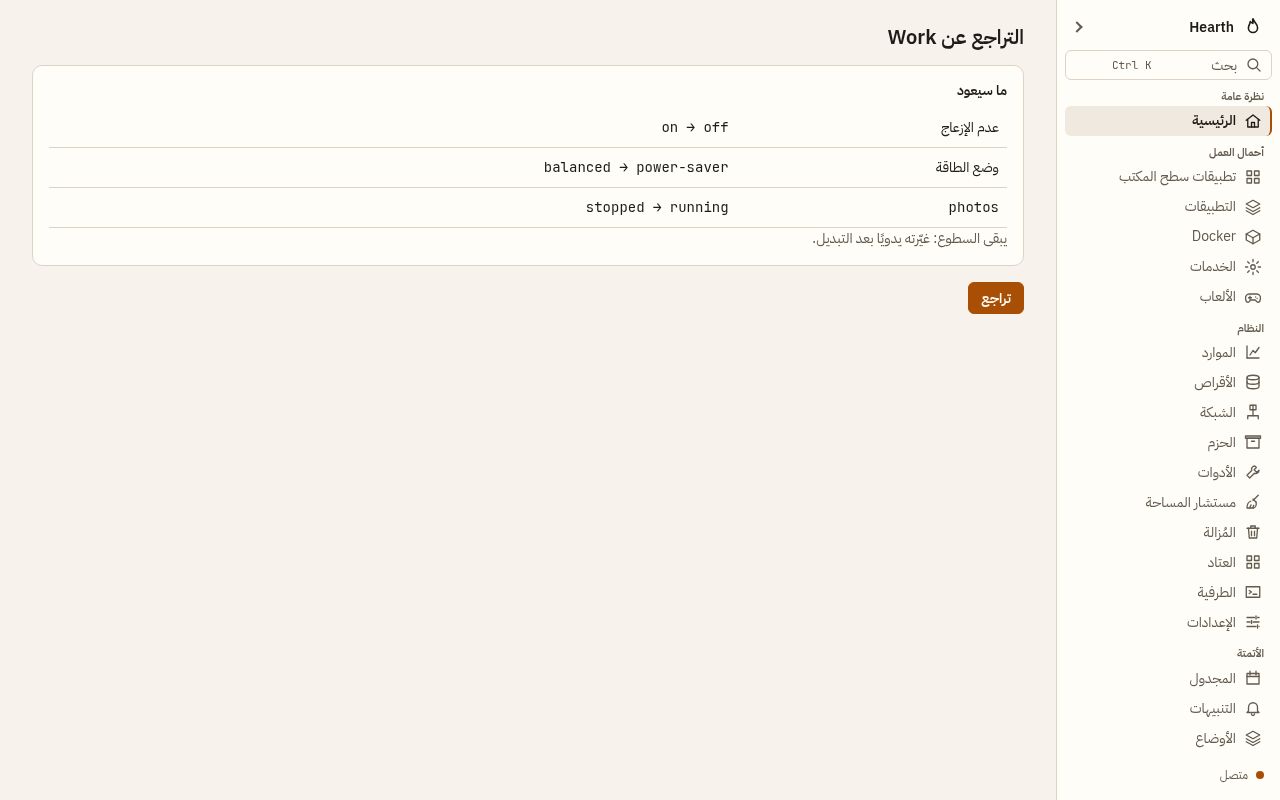 Hearth
بحث Ctrl K
نظرة عامة
الرئيسية
أحمال العمل
تطبيقات سطح المكتب
التطبيقات
Docker
الخدمات
الألعاب
النظام
الموارد
الأقراص
الشبكة
الحزم
الأدوات
مستشار المساحة
المُزالة
العتاد
الطرفية
الإعدادات
الأتمتة
المجدول
التنبيهات
الأوضاع
متصل
التراجع عن Work
ما سيعود
عدم الإزعاج on → off
وضع الطاقة balanced → power-saver
photos stopped → running
يبقى السطوع: غيّرته يدويًا بعد التبديل.
تراجع